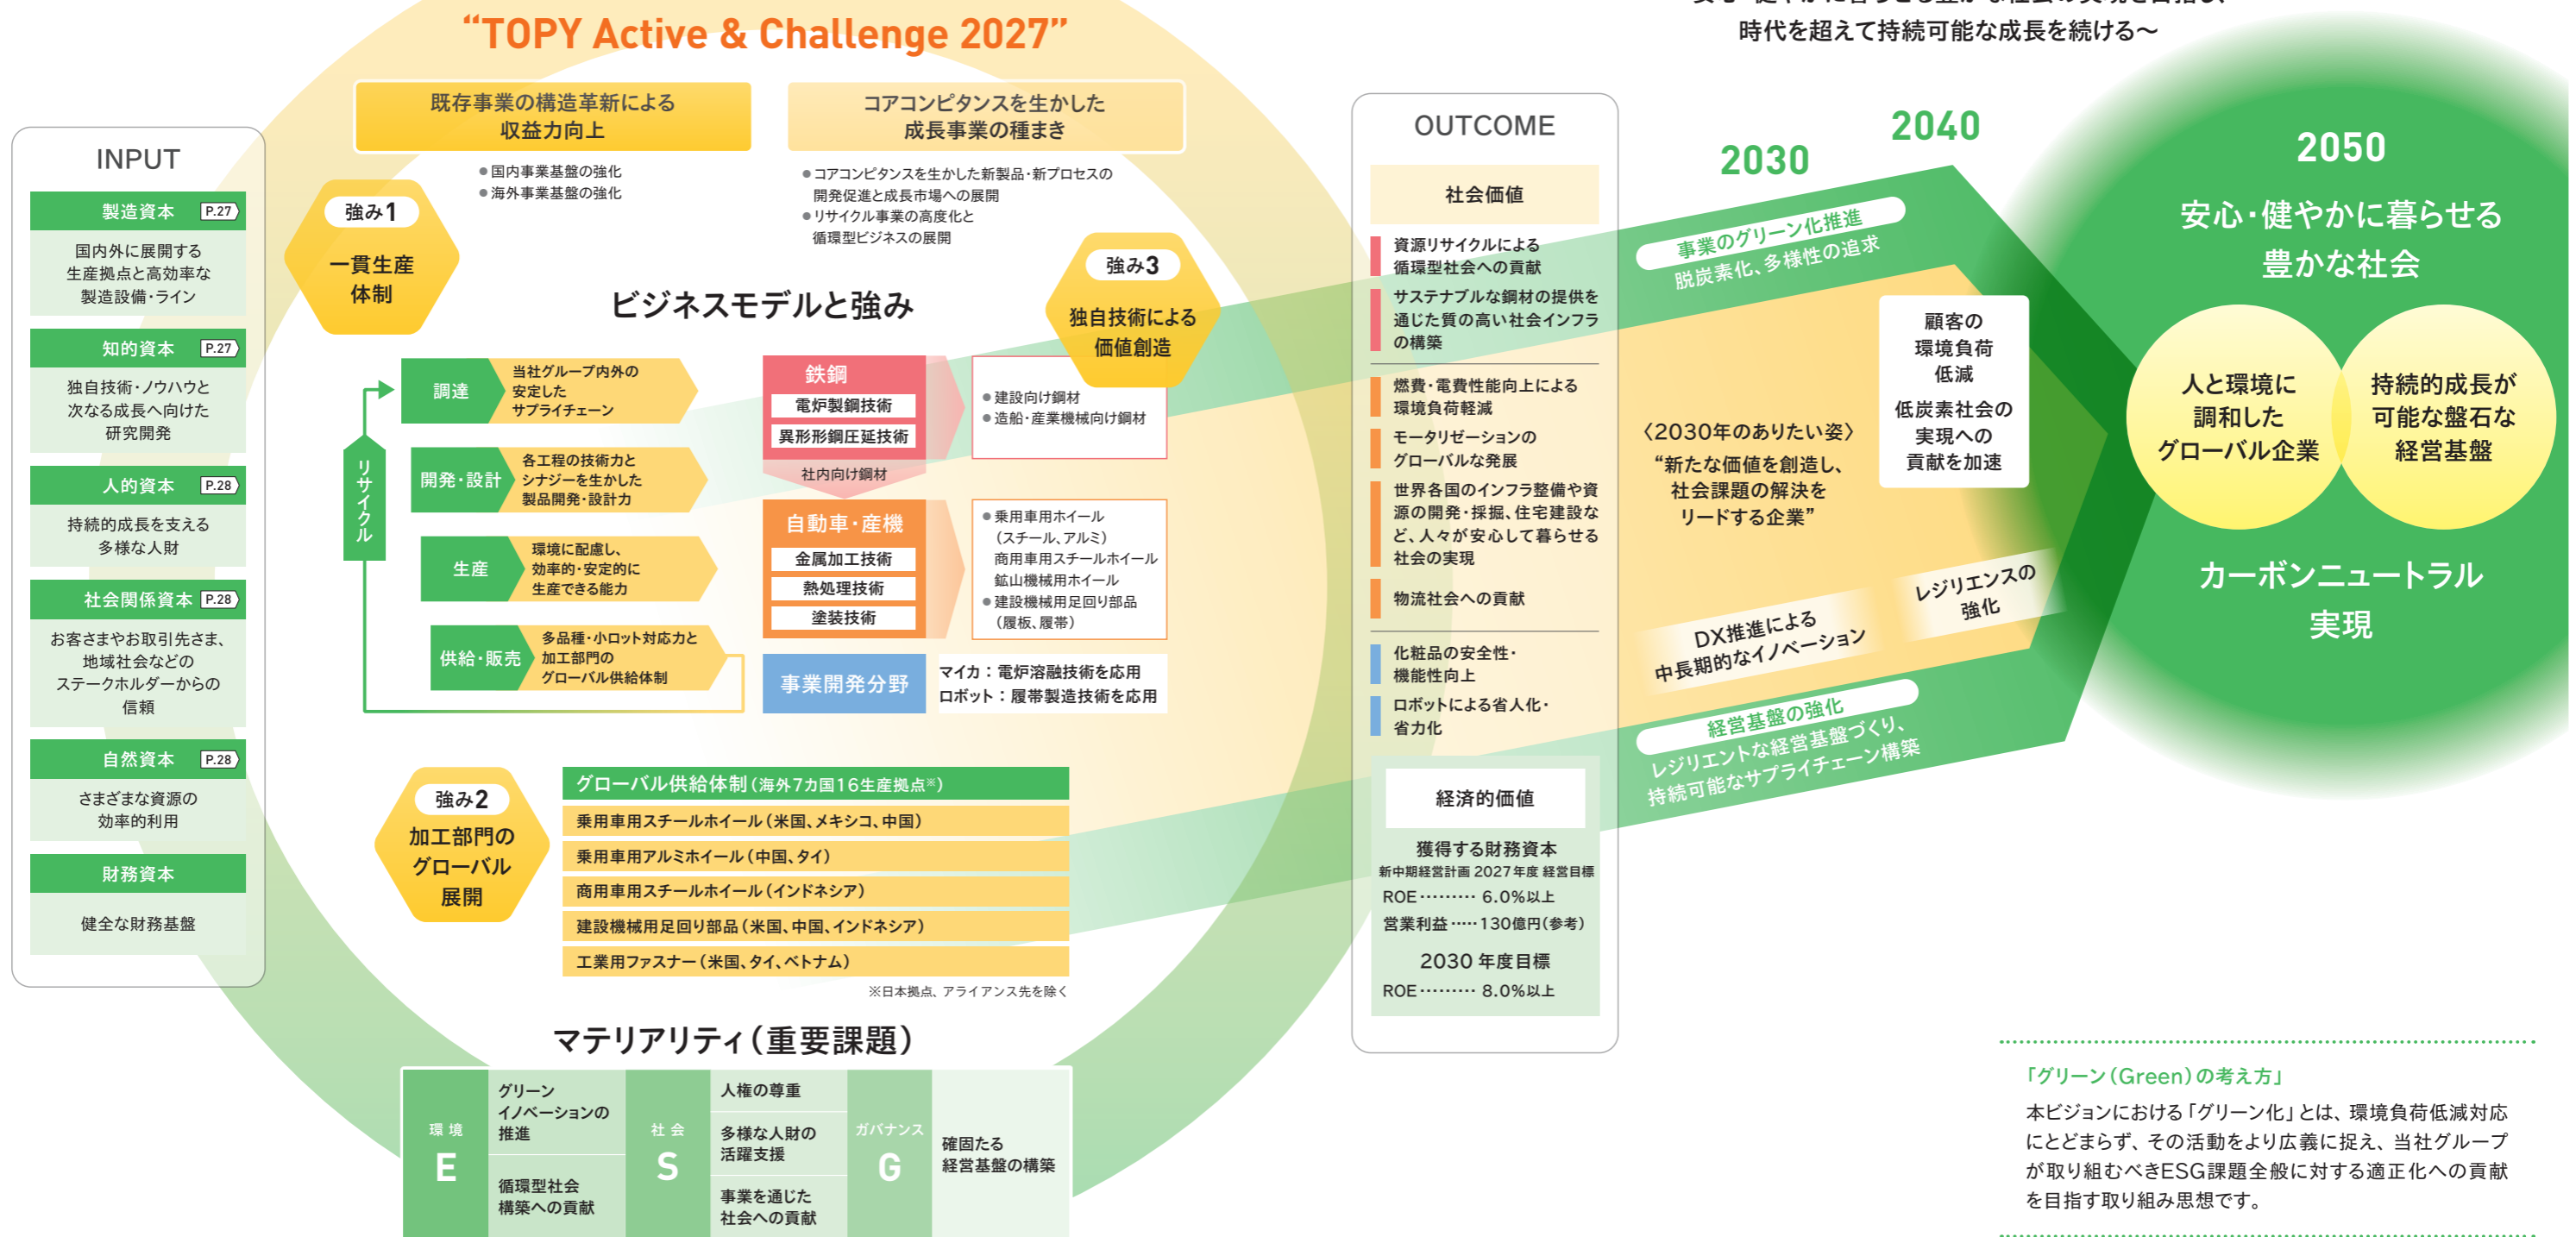 “TOPY Active & Challenge 2027”
既存事業の構造革新による
収益力向上
●国内事業基盤の強化
●海外事業基盤の強化
コアコンピタンスを生かした
成長事業の種まき
●コアコンピタンスを生かした新製品・新プロセスの
開発促進と成長市場への展開
●リサイクル事業の高度化と
循環型ビジネスの展開
INPUT
製造資本 P.27
国内外に展開する
生産拠点と高効率な
製造設備・ライン
知的資本 P.27
独自技術・ノウハウと
次なる成長へ向けた
研究開発
人的資本 P.28
持続的成長を支える
多様な人財
社会関係資本 P.28
お客さまやお取引先さま、
地域社会などの
ステークホルダーからの
信頼
自然資本 P.28
さまざまな資源の
効率的利用
財務資本
健全な財務基盤
強み1
一貫生産
体制
ビジネスモデルと強み
強み3
独自技術による
価値創造
リサイクル
調達
当社グループ内外の
安定した
サプライチェーン
開発・設計
各工程の技術力と
シナジーを生かした
製品開発・設計力
生産
環境に配慮し、
効率的・安定的に
生産できる能力
供給・販売
多品種・小ロット対応力と
加工部門の
グローバル供給体制
鉄鋼
電炉製鋼技術
異形形鋼圧延技術
社内向け鋼材
●建設向け鋼材
●造船・産業機械向け鋼材
自動車・産機
金属加工技術
熱処理技術
塗装技術
●乗用車用ホイール
（スチール、アルミ）
商用車用スチールホイール
鉱山機械用ホイール
●建設機械用足回り部品
（履板、履帯）
事業開発分野
マイカ：電炉溶融技術を応用
ロボット：履帯製造技術を応用
強み2
加工部門の
グローバル
展開
グローバル供給体制（海外7カ国16生産拠点※）
乗用車用スチールホイール（米国、メキシコ、中国）
乗用車用アルミホイール（中国、タイ）
商用車用スチールホイール（インドネシア）
建設機械用足回り部品（米国、中国、インドネシア）
工業用ファスナー（米国、タイ、ベトナム）
※日本拠点、アライアンス先を除く
マテリアリティ（重要課題）
環境
E
グリーン
イノベーションの
推進
循環型社会
構築への貢献
社会
S
人権の尊重
多様な人財の
活躍支援
事業を通じた
社会への貢献
ガバナンス
G
確固たる
経営基盤の構築
OUTCOME
社会価値
資源リサイクルによる
循環型社会への貢献
サステナブルな鋼材の提供を
通じた質の高い社会インフラ
の構築
燃費・電費性能向上による
環境負荷軽減
モータリゼーションの
グローバルな発展
世界各国のインフラ整備や資
源の開発・採掘、住宅建設な
ど、人々が安心して暮らせる
社会の実現
物流社会への貢献
化粧品の安全性・
機能性向上
ロボットによる省人化・
省力化
経済的価値
獲得する財務資本
新中期経営計画 2027年度 経営目標
ROE ········· 6.0%以上
営業利益 ·····130億円（参考）
2030 年度目標
ROE ········· 8.0%以上
時代を超えて持続可能な成長を続ける〜
2030
2040
事業のグリーン化推進
脱炭素化、多様性の追求
〈2030年のありたい姿〉
“新たな価値を創造し、
社会課題の解決を
リードする企業”
顧客の
環境負荷
低減
低炭素社会の
実現への
貢献を加速
DX推進による
中長期的なイノベーション
レジリエンスの
強化
経営基盤の強化
レジリエントな経営基盤づくり、
持続可能なサプライチェーン構築
2050
安心・健やかに暮らせる
豊かな社会
人と環境に
調和した
グローバル企業
持続的成長が
可能な盤石な
経営基盤
カーボンニュートラル
実現
「グリーン（Green）の考え方」
本ビジョンにおける「グリーン化」とは、環境負荷低減対応
にとどまらず、その活動をより広義に捉え、当社グループ
が取り組むべきESG課題全般に対する適正化への貢献
を目指す取り組み思想です。